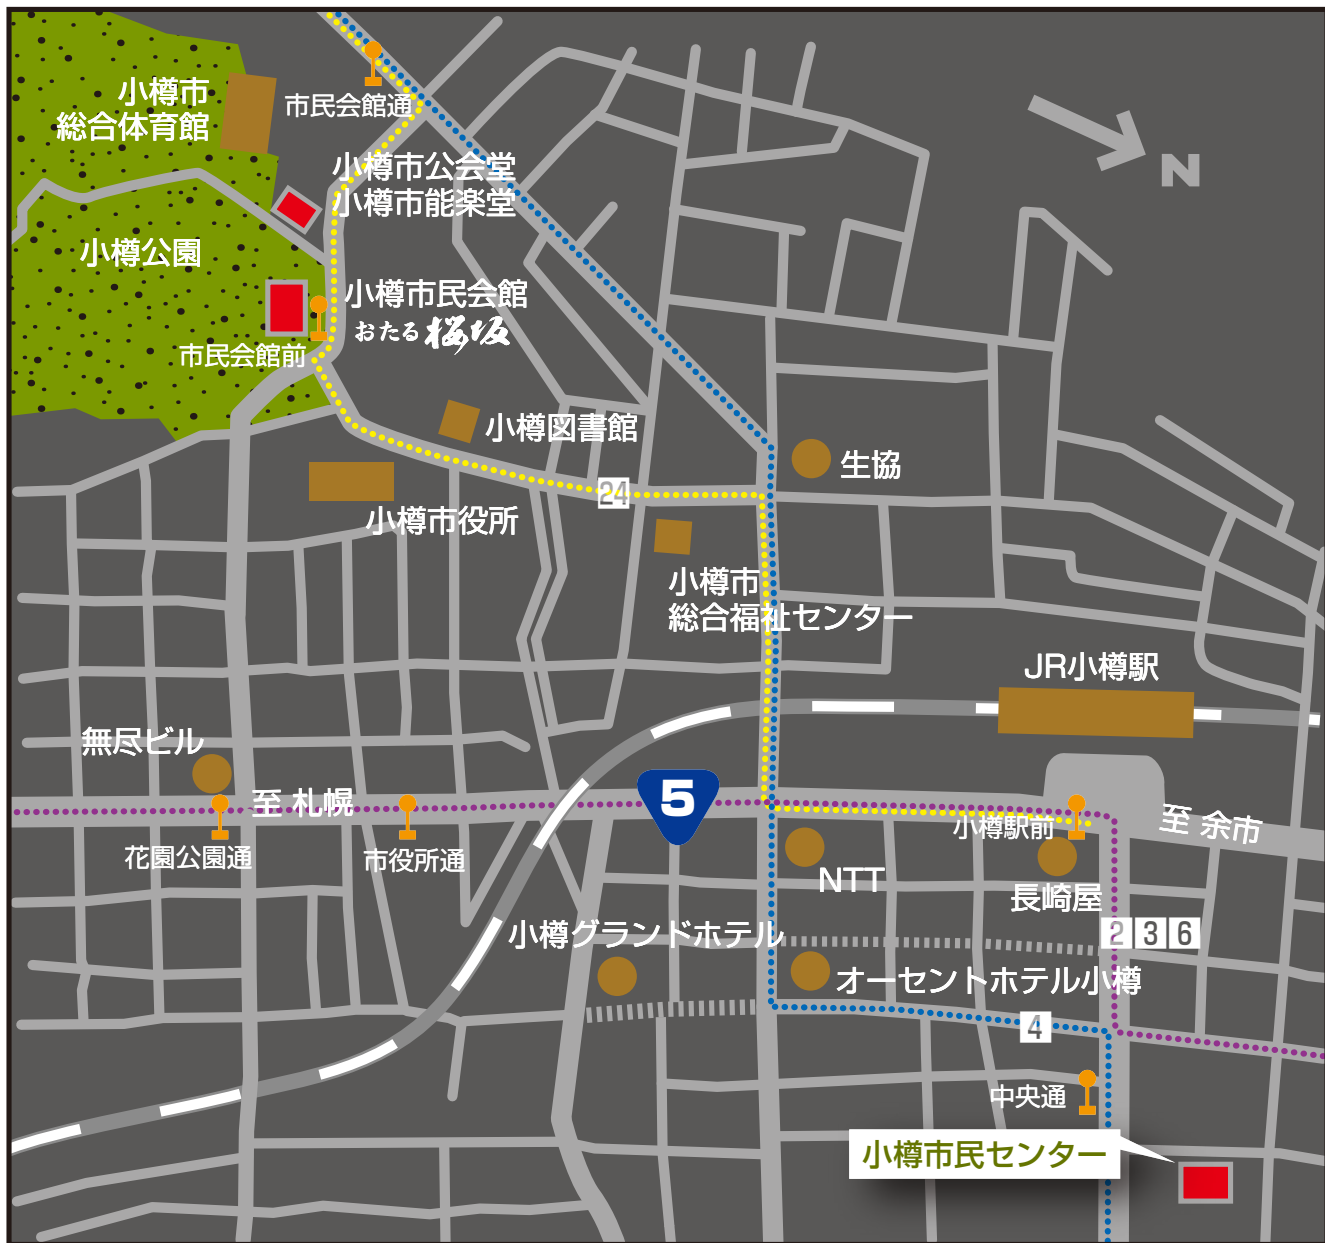 小樽市
総合体育館
市民会館通
小樽市公会堂
小樽市能楽堂
N
小樽公園
小樽市民会館
おたる桜坂
市民会館前
小樽図書館
生協
24
小樽市役所
小樽市
総合福祉センター
JR小樽駅
無尽ビル
至 札幌
5
小樽駅前
至 余市
花園公園通
市役所通
NTT
長崎屋
2 3 6
小樽グランドホテル
オーセントホテル小樽
4
中央通
小樽市民センター